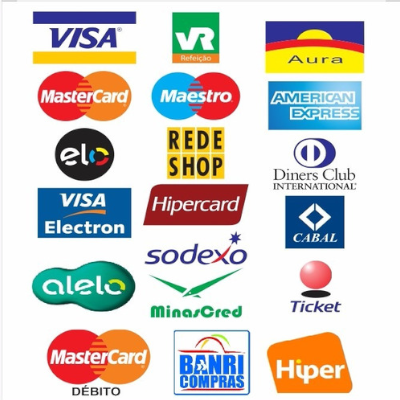 VISA
VR
Refeição
Aura
MasterCard
Maestro
AMERICAN
EXPRESS
elo
REDE
SHOP
Diners Club
INTERNATIONAL
VISA
Electron
Hipercard
CABAL
sodexo
alelo
MinasCred
Ticket
MasterCard
DÉBITO
BANRI
COMPRAS
Hiper